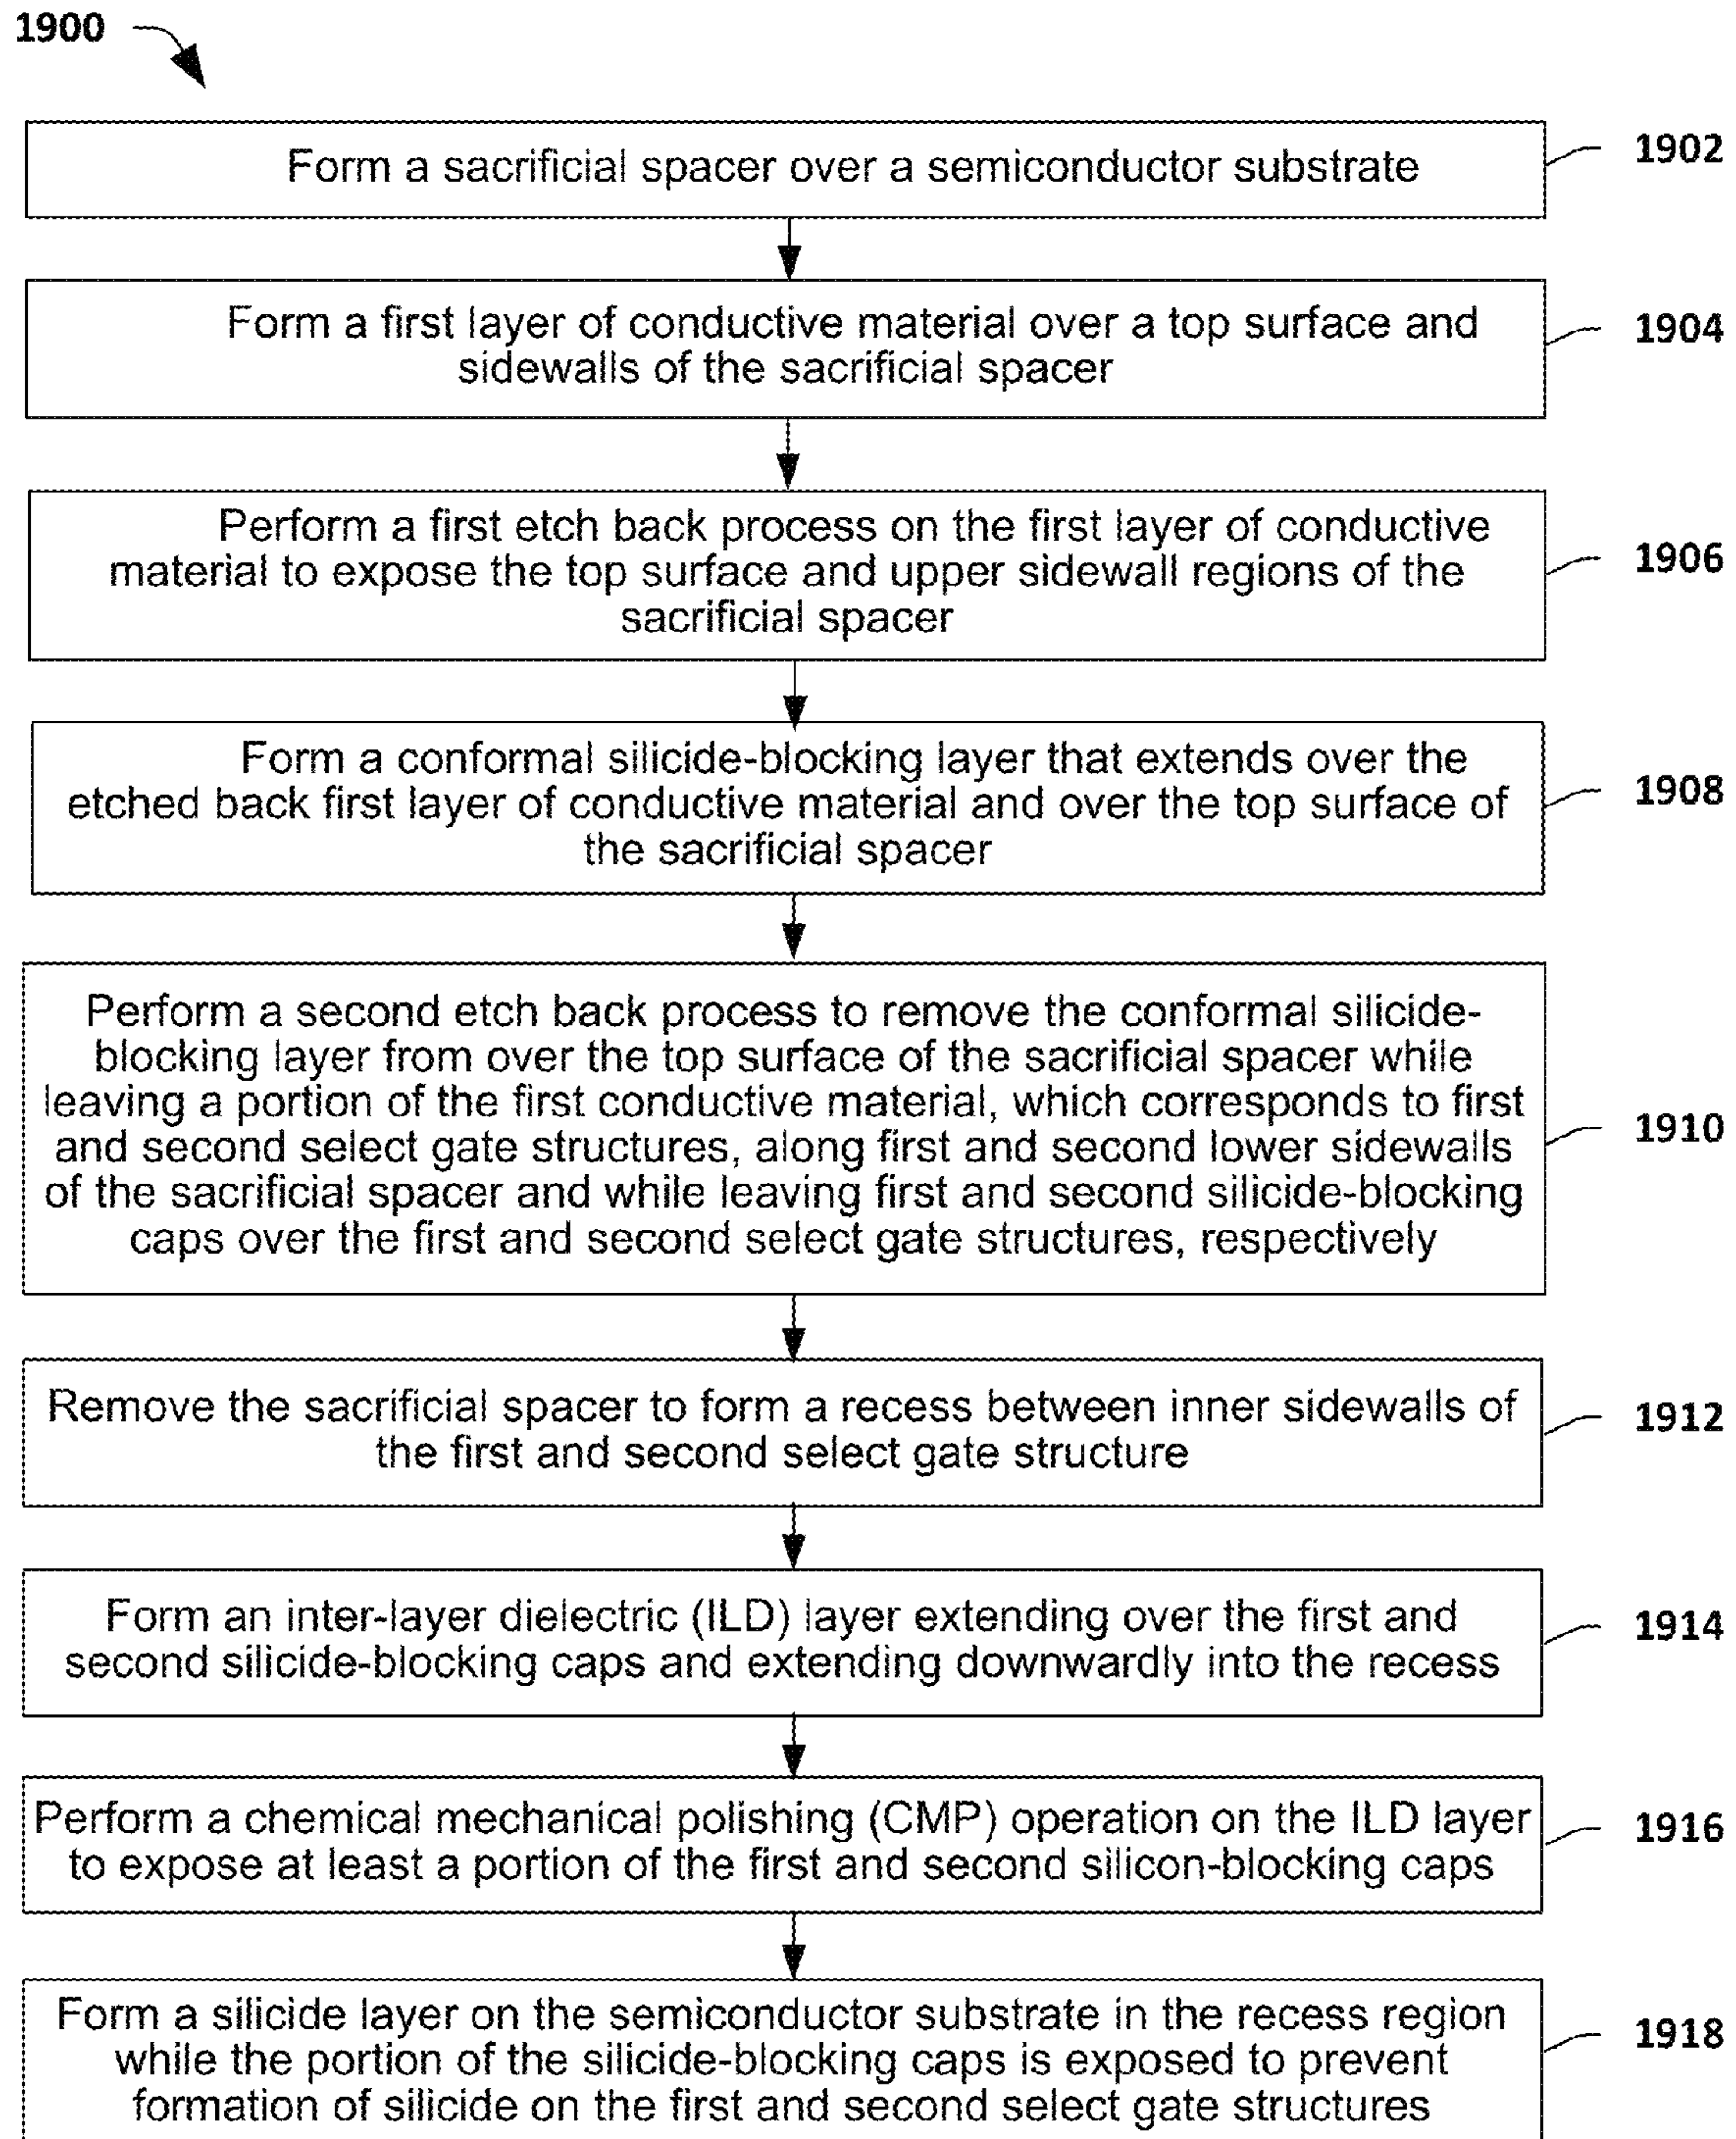 1900
Form a sacrificial spacer over a semiconductor substrate
1902
Form a first layer of conductive material over a top surface and
sidewalls of the sacrificial spacer
1904
Perform a first etch back process on the first layer of conductive
material to expose the top surface and upper sidewall regions of the
sacrificial spacer
1906
Form a conformal silicide-blocking layer that extends over the
etched back first layer of conductive material and over the top surface of
the sacrificial spacer
1908
Perform a second etch back process to remove the conformal silicide-
blocking layer from over the top surface of the sacrificial spacer while
leaving a portion of the first conductive material, which corresponds to first
and second select gate structures, along first and second lower sidewalls
of the sacrificial spacer and while leaving first and second silicide-blocking
caps over the first and second select gate structures, respectively
1910
Remove the sacrificial spacer to form a recess between inner sidewalls of
the first and second select gate structure
1912
Form an inter-layer dielectric (ILD) layer extending over the first and
second silicide-blocking caps and extending downwardly into the recess
1914
Perform a chemical mechanical polishing (CMP) operation on the ILD layer
to expose at least a portion of the first and second silicon-blocking caps
1916
Form a silicide layer on the semiconductor substrate in the recess region
while the portion of the silicide-blocking caps is exposed to prevent
formation of silicide on the first and second select gate structures
1918